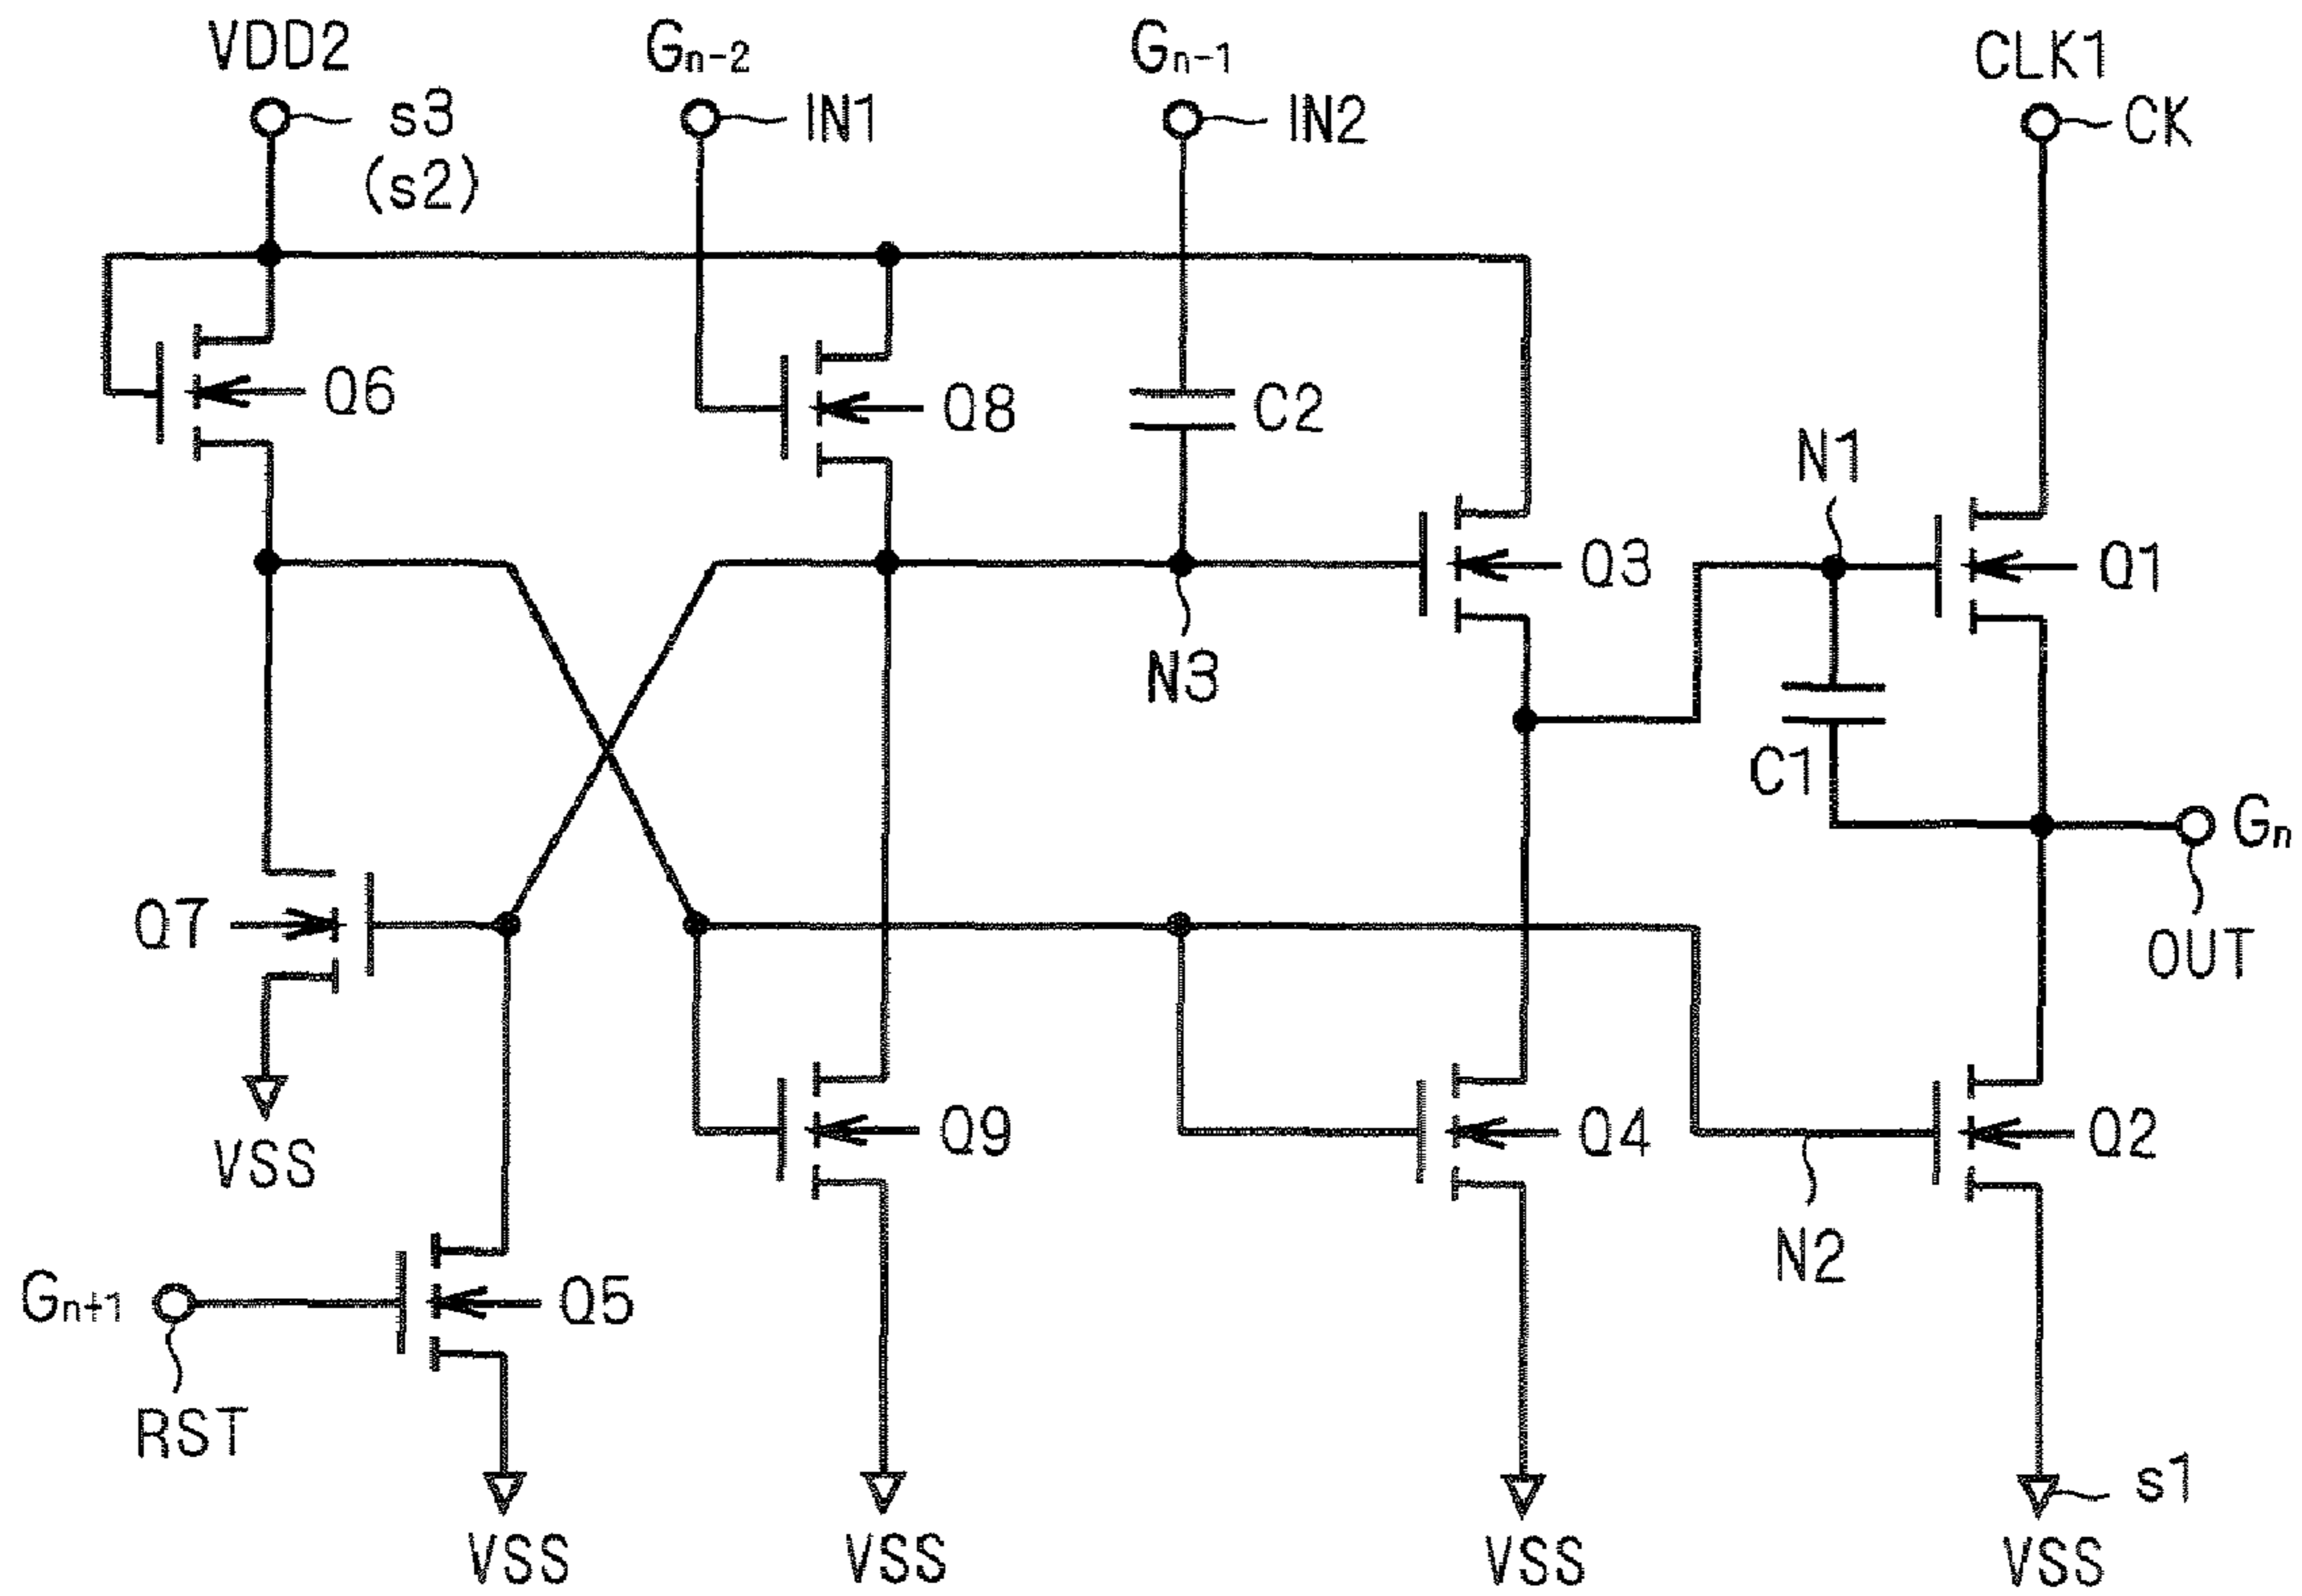 VDD2
Gn-2
Gn-1
CLK1
s3
(s2)
IN1
IN2
CK
Q6
Q8
C2
N1
Q3
Q1
N3
C1
Gn
Q7
OUT
Q9
Q4
Q2
VSS
N2
Gn+1
Q5
RST
s1
VSS
VSS
VSS
VSS